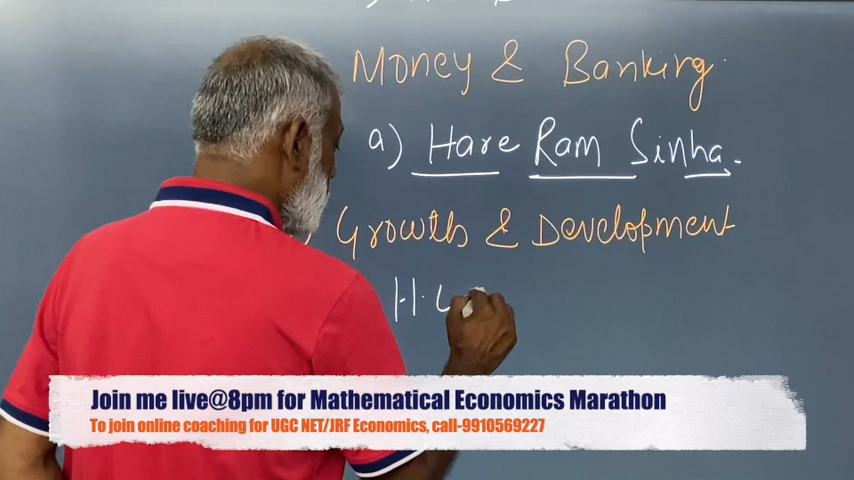 Money & Banking
a) Hare Ram Sinha.
Growth & Development
H.
Join me live@8pm for Mathematical Economics Marathon
To join online coaching for UGC NET/JRF Economics, call-9910569227